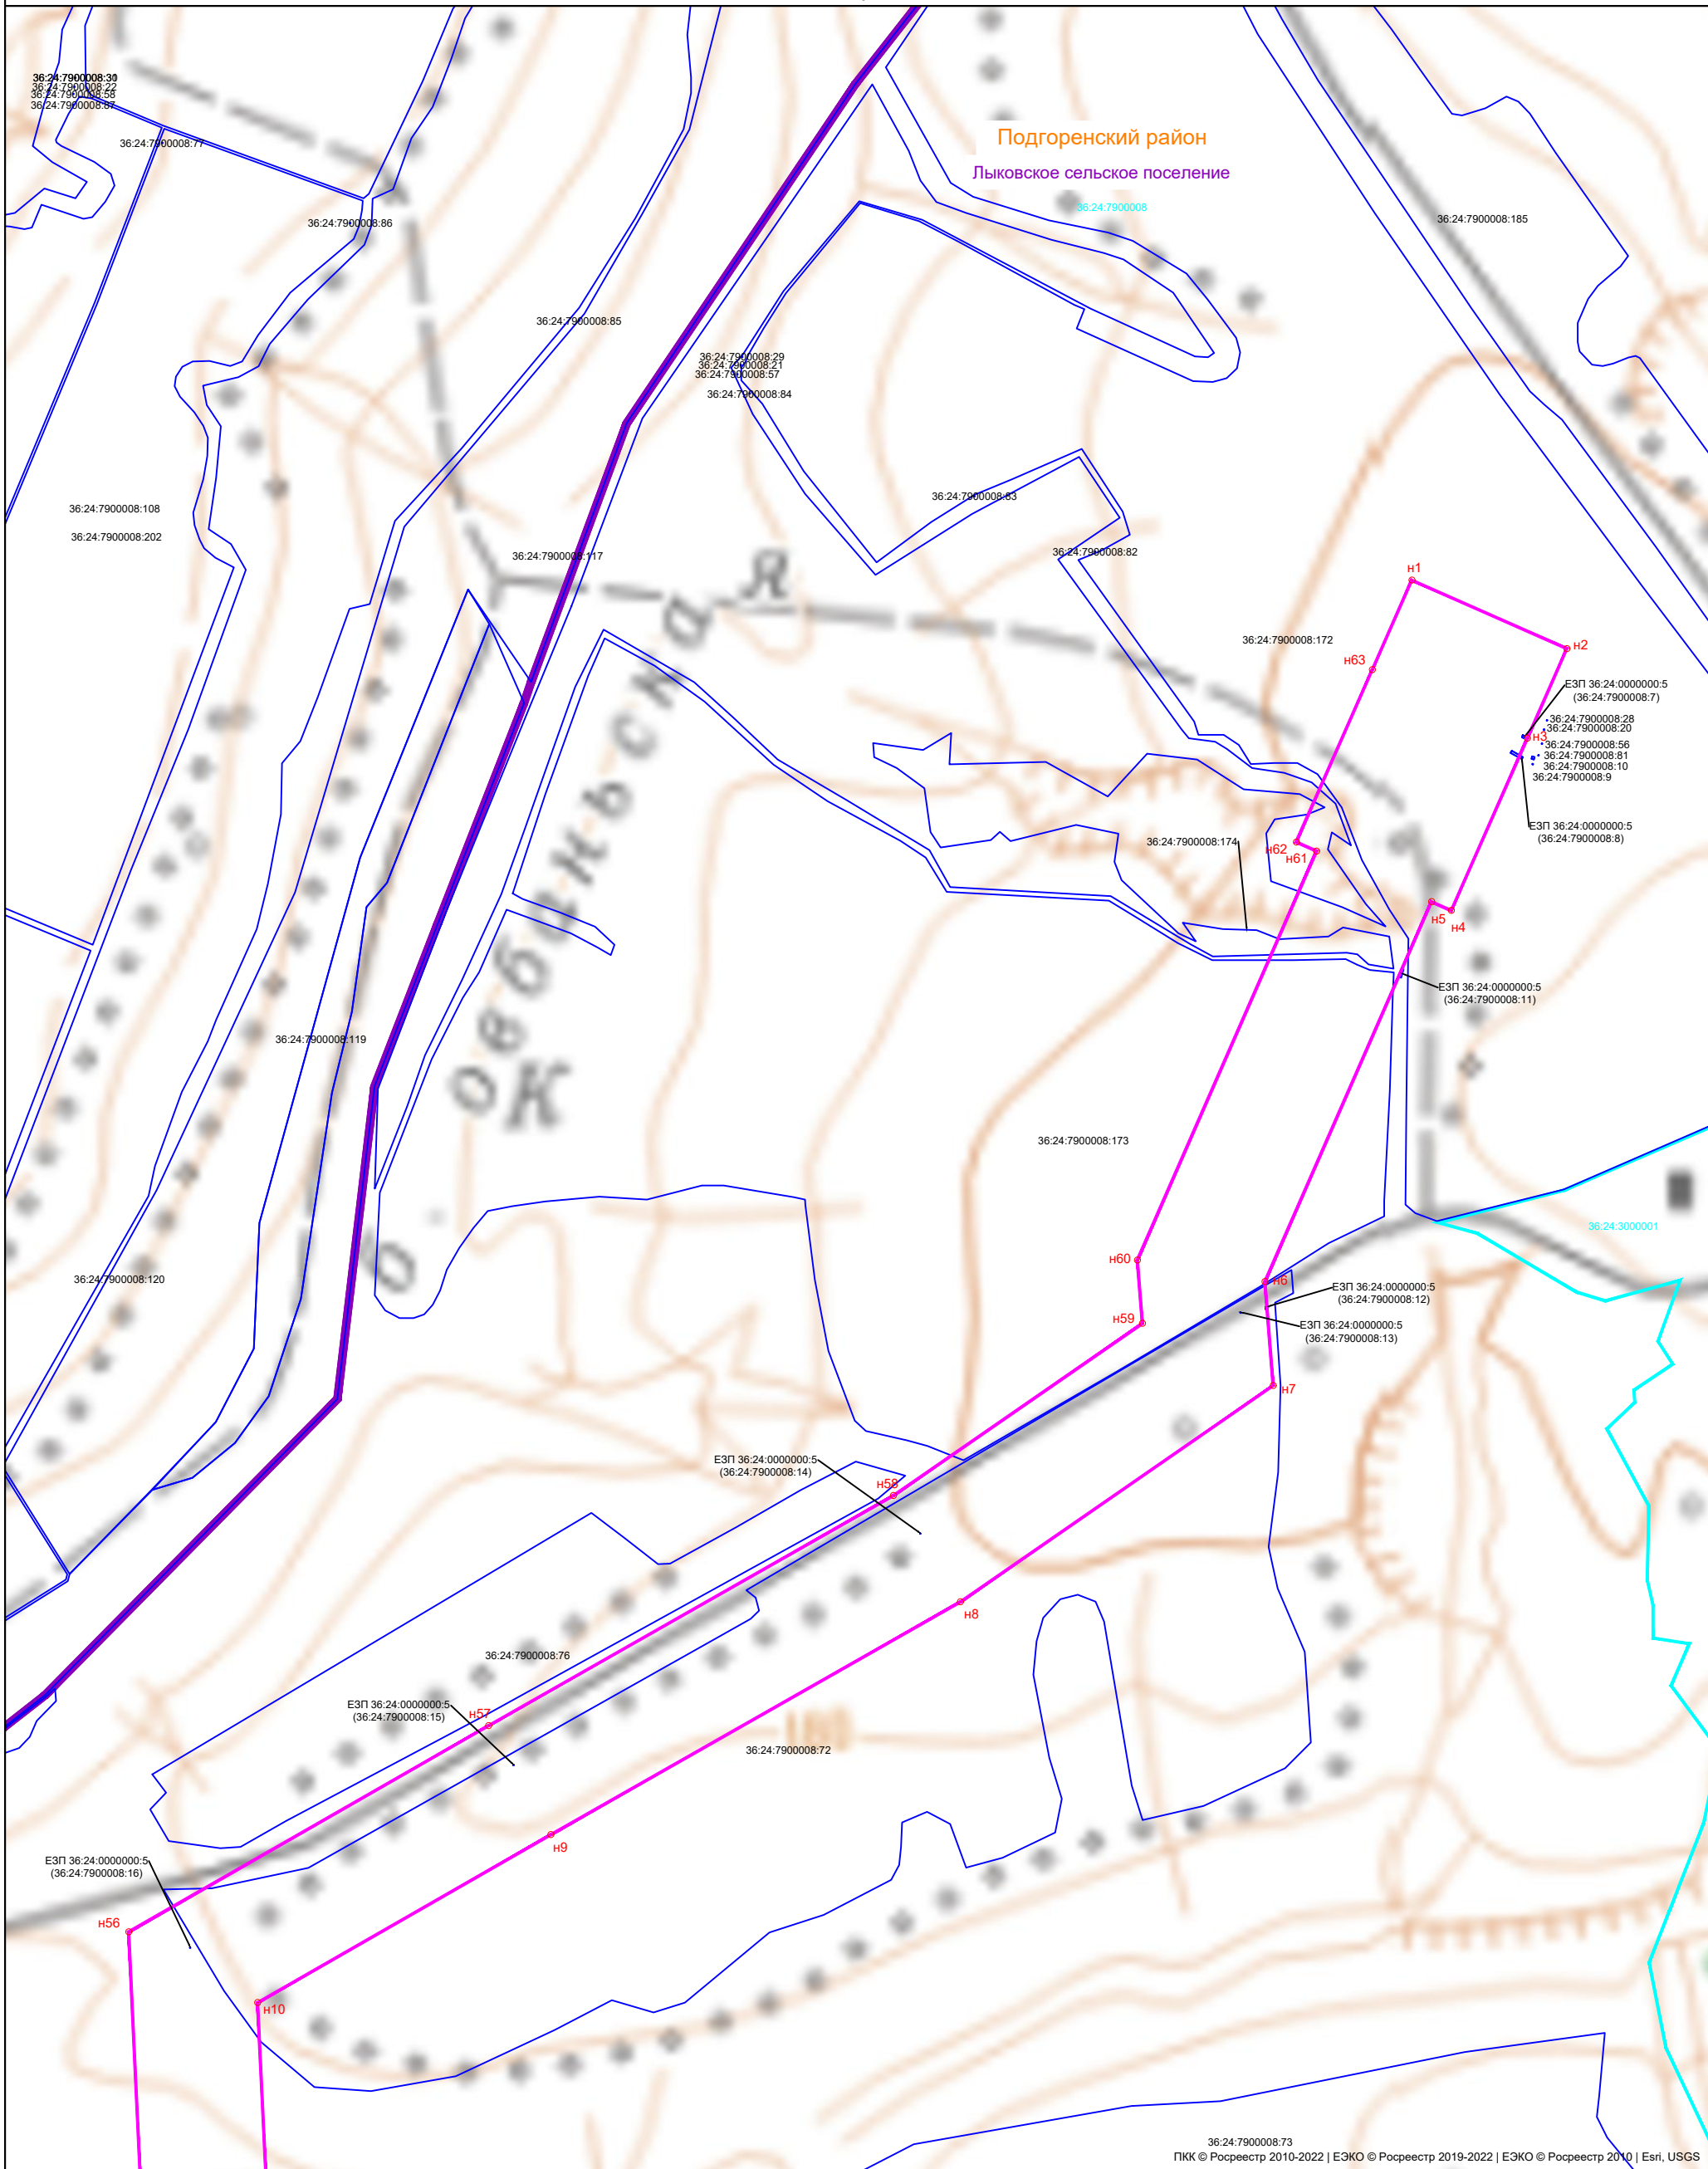 36:24:7900008:22
36:24:7900008:58
36:24:7900008:87
36:24:7900008:77
Подгоренский район
Лыковское сельское поселение
36:24:7900008
36:24:7900008:185
36:24:7900008:86
36:24:7900008:85
36:24:7900008:29
36:24:7900008:21
36:24:7900008:57
36:24:7900008:84
36:24:7900008:83
36:24:7900008:108
36:24:7900008:202
36:24:7900008:117
36:24:7900008:82
н1
36:24:7900008:172
н2
н63
ЕЗП 36:24:0000000:5
(36:24:7900008:7)
36:24:7900008:28
36:24:7900008:20
н3
36:24:7900008:56
36:24:7900008:81
36:24:7900008:10
36:24:7900008:9
ЕЗП 36:24:0000000:5
(36:24:7900008:8)
36:24:7900008:174
н62
н61
н5
н4
ЕЗП 36:24:0000000:5
(36:24:7900008:11)
36:24:7900008:119
36:24:7900008:173
36:24:3000001
н60
36:24:7900008:120
н6
ЕЗП 36:24:0000000:5
(36:24:7900008:12)
н59
ЕЗП 36:24:0000000:5
(36:24:7900008:13)
н7
ЕЗП 36:24:0000000:5
(36:24:7900008:14)
н58
н8
36:24:7900008:76
ЕЗП 36:24:0000000:5
(36:24:7900008:15)
н57
36:24:7900008:72
н9
ЕЗП 36:24:0000000:5
(36:24:7900008:16)
н56
н10
36:24:7900008:73
ПКК © Росреестр 2010-2022 | ЕЭКО © Росреестр 2019-2022 | ЕЭКО © Росреестр 2010 | Esri, USGS